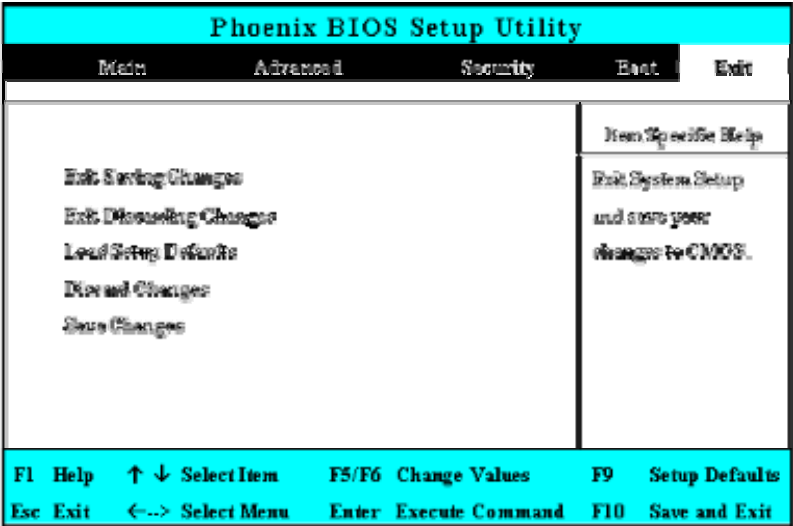 Phoenix BIOS Setup Utility
Main Advanced Security Boot Exit
Item Specific Help
Exit Saving Changes
Exit Discarding Changes
Load Setup Defaults
Discard Changes
Save Changes
Exit System Setup
and save your
changes to CMOS.
F1 Help ↑ ↓ Select Item F5/F6 Change Values F9 Setup Defaults
Esc Exit <--> Select Menu Enter Execute Command F10 Save and Exit